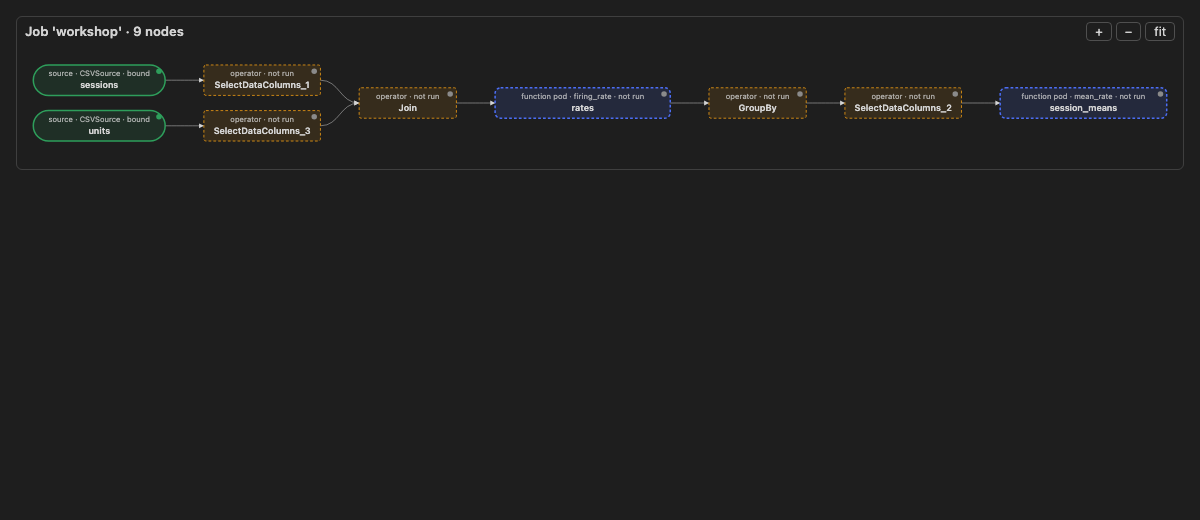 Job 'workshop' · 9 nodes
+
−
fit
source · CSVSource · bound
sessions
operator · not run
SelectDataColumns_1
source · CSVSource · bound
units
operator · not run
SelectDataColumns_3
operator · not run
Join
function pod · firing_rate · not run
rates
operator · not run
GroupBy
operator · not run
SelectDataColumns_2
function pod · mean_rate · not run
session_means